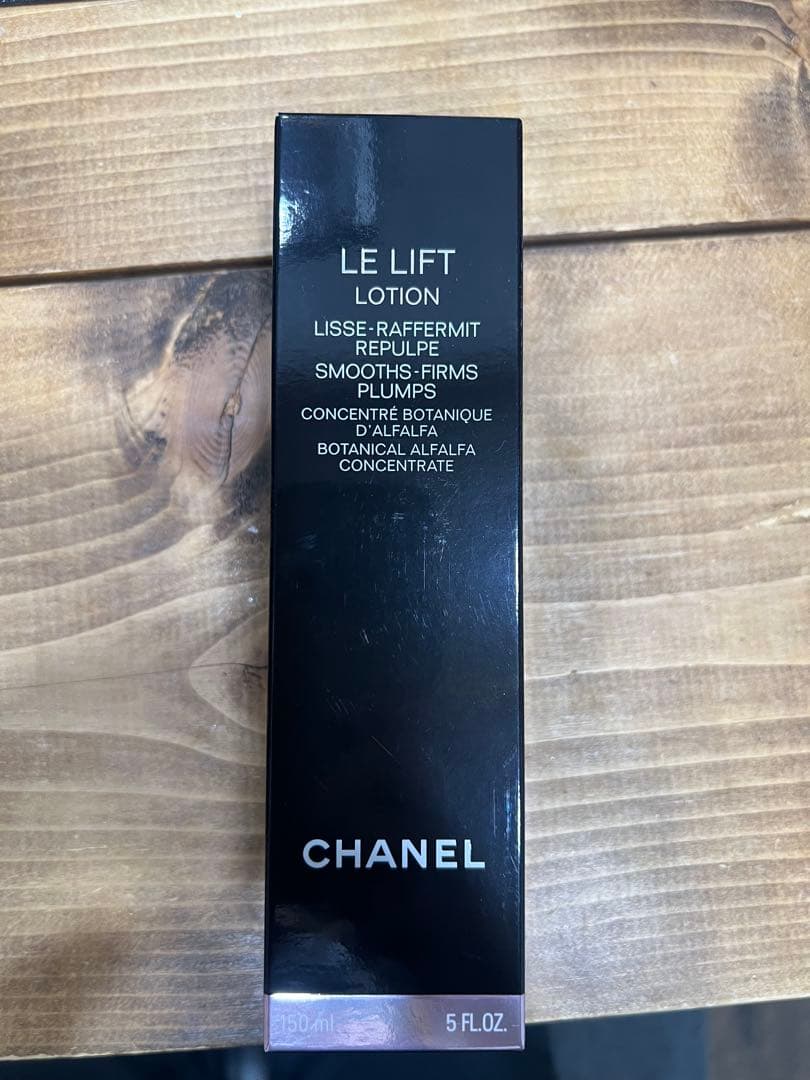 LE LIFT
LOTION
LISSE-RAFFERMIT
REPULPE
SMOOTHS-FIRMS
PLUMPS
CONCENTRÉ BOTANIQUE
D'ALFALFA
BOTANICAL ALFALFA
CONCENTRATE
CHANEL
150 ml 5 FL.OZ.